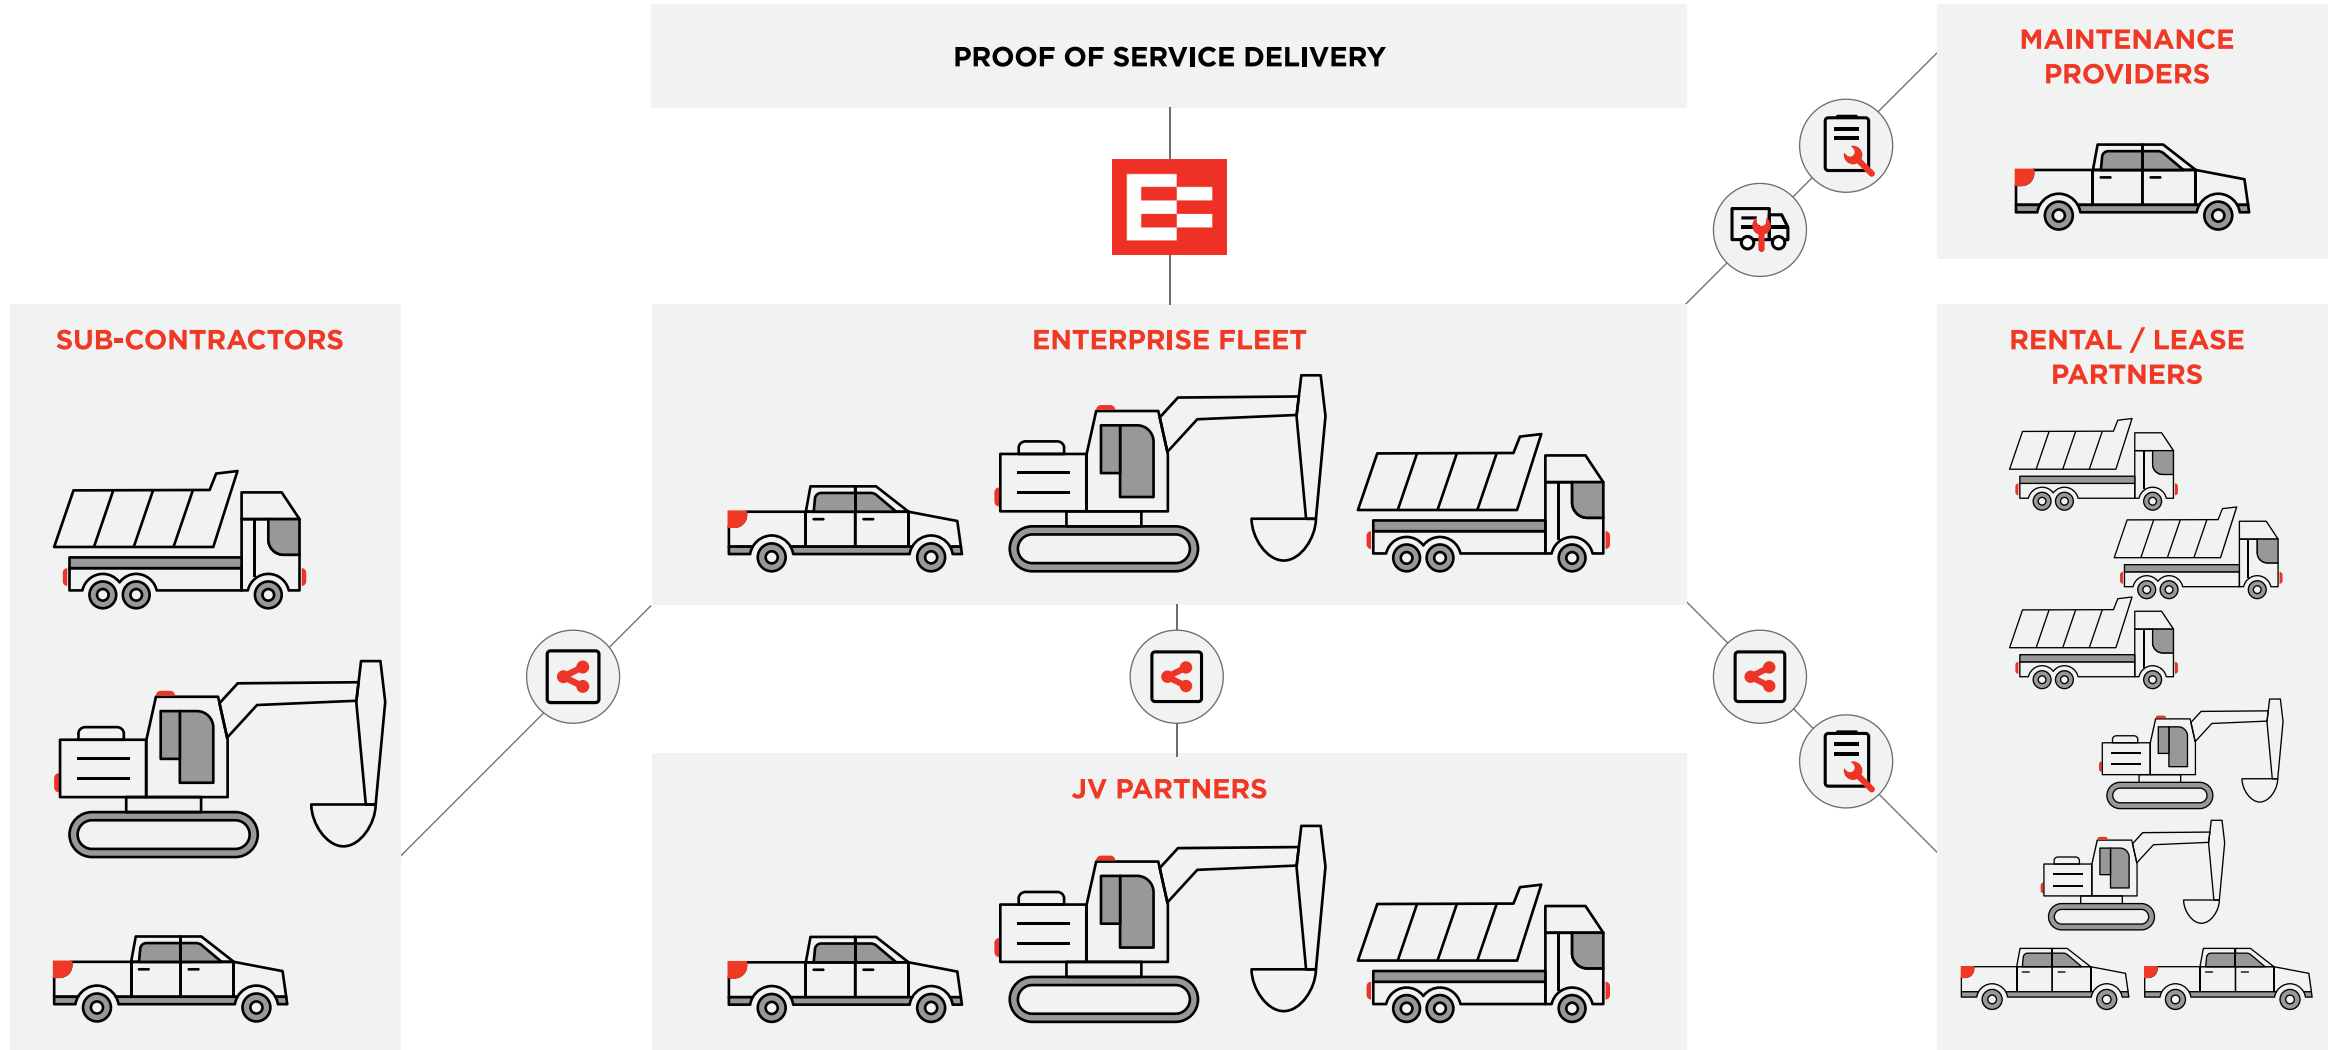 PROOF OF SERVICE DELIVERY
MAINTENANCE
PROVIDERS
SUB-CONTRACTORS
ENTERPRISE FLEET
RENTAL / LEASE
PARTNERS
JV PARTNERS